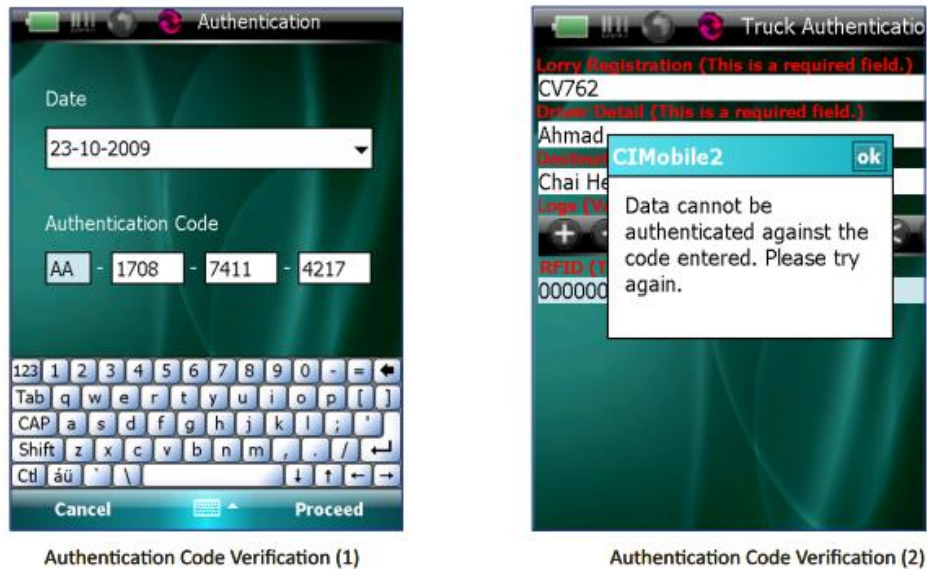 Authentication
Date
23-10-2009
Authentication Code
AA - 1708 - 7411 - 4217
123 1 2 3 4 5 6 7 8 9 0 - =
Tab q w e r t y u i o p [ ]
CAP a s d f g h j k l ; '
Shift z x c v b n m , . /
Ctl áü ` \
Cancel Proceed
Authentication Code Verification (1)
Truck Authenticatio
Lorry Registration (This is a required field.)
CV762
Driver Detail (This is a required field.)
Ahmad
Chai He
Logs
RFID (T
000000
CIMobile2 ok
Data cannot be
authenticated against the
code entered. Please try
again.
Authentication Code Verification (2)